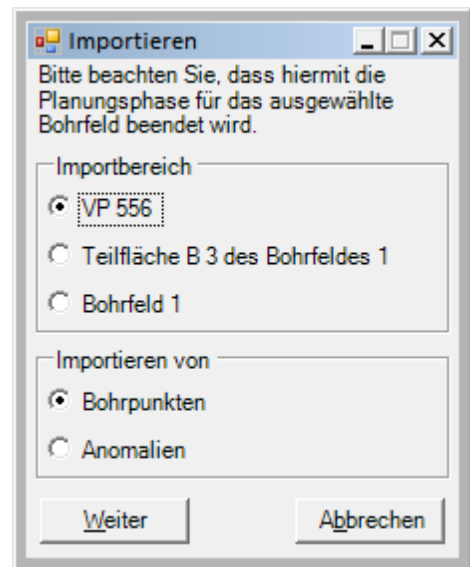 Importieren
Bitte beachten Sie, dass hiermit die
Planungsphase für das ausgewählte
Bohrfeld beendet wird.
Importbereich
VP 556
Teilfläche B 3 des Bohrfeldes 1
Bohrfeld 1
Importieren von
Bohrpunkten
Anomalien
Weiter
Abbrechen